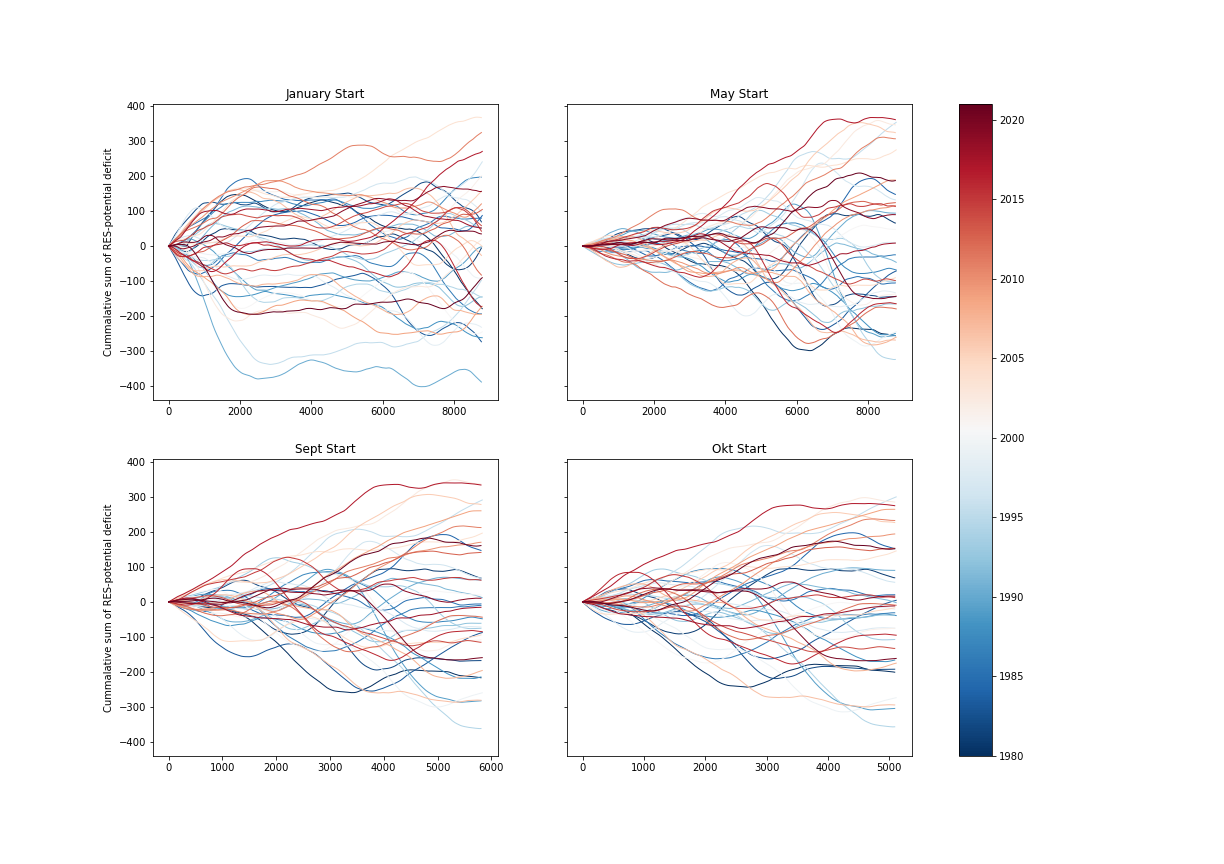 January Start
May Start
400
300
200
100
0
−100
−200
−300
−400
Cummalative sum of RES-potential deficit
0 2000 4000 6000 8000
0 2000 4000 6000 8000
Sept Start
Okt Start
400
300
200
100
0
−100
−200
−300
−400
Cummalative sum of RES-potential deficit
0 1000 2000 3000 4000 5000 6000
0 1000 2000 3000 4000 5000
2020
2015
2010
2005
2000
1995
1990
1985
1980